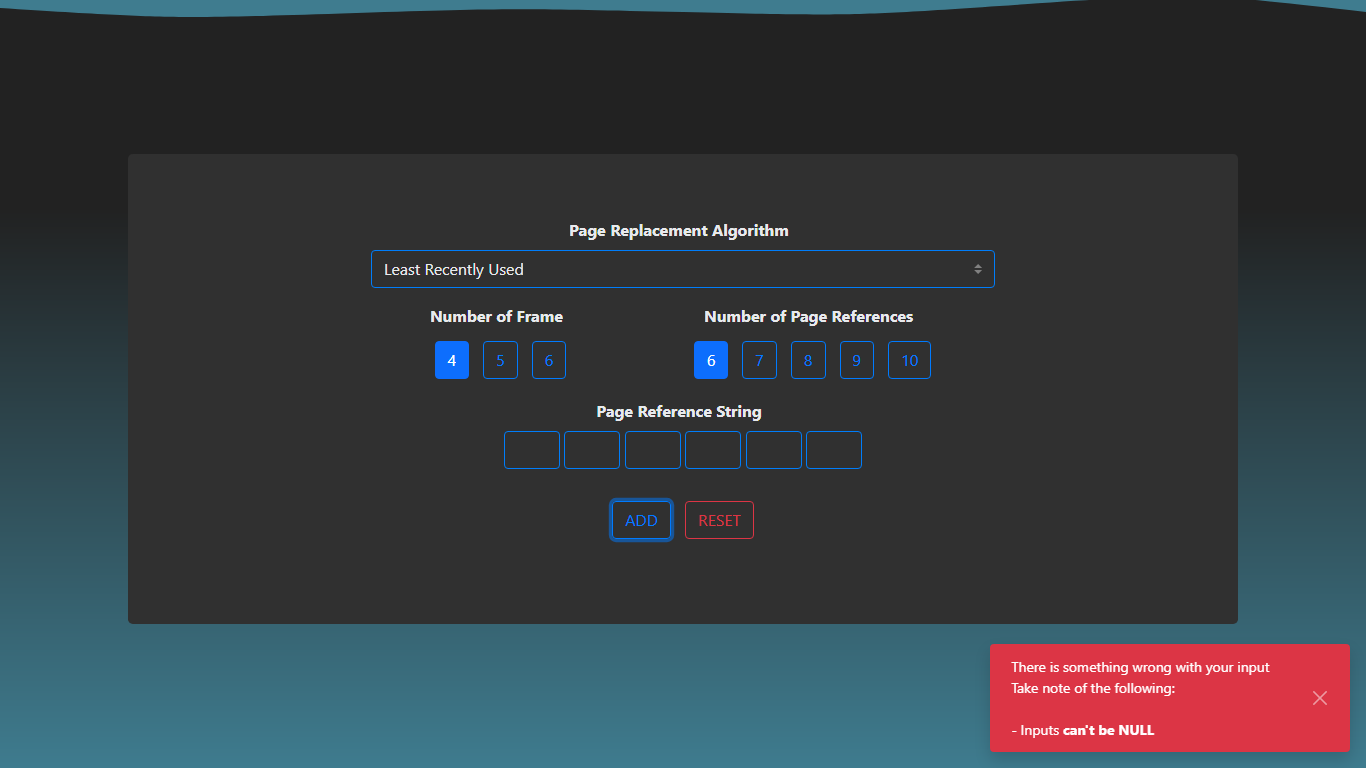 Page Replacement Algorithm
Least Recently Used
Number of Frame
Number of Page References
4 5 6
6 7 8 9 10
Page Reference String
ADD RESET
There is something wrong with your input
Take note of the following:
- Inputs can't be NULL